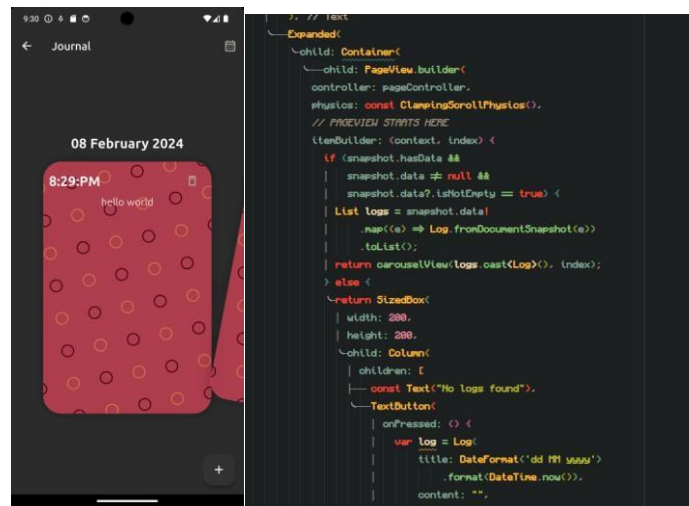 9:30
Journal
08 February 2024
8:29:PM
hello world
+
), // Text
Expanded(
child: Container(
child: PageView.builder(
controller: pageController,
physics: const ClampingScrollPhysics(),
// PAGEVIEW STARTS HERE
itemBuilder: (context, index) {
if (snapshot.hasData &&
snapshot.data ≠ null &&
snapshot.data?.isNotEmpty == true) {
List logs = snapshot.data!
.map((e) ⇒ Log.fromDocumentSnapshot(e))
.toList();
return carouselView(logs.cast<Log>(), index);
} else {
return SizedBox(
width: 200,
height: 200,
child: Column(
children: [
const Text("No logs found"),
TextButton(
onPressed: () {
var log = Log(
title: DateFormat('dd MM yyyy')
.format(DateTime.now()),
content: "",